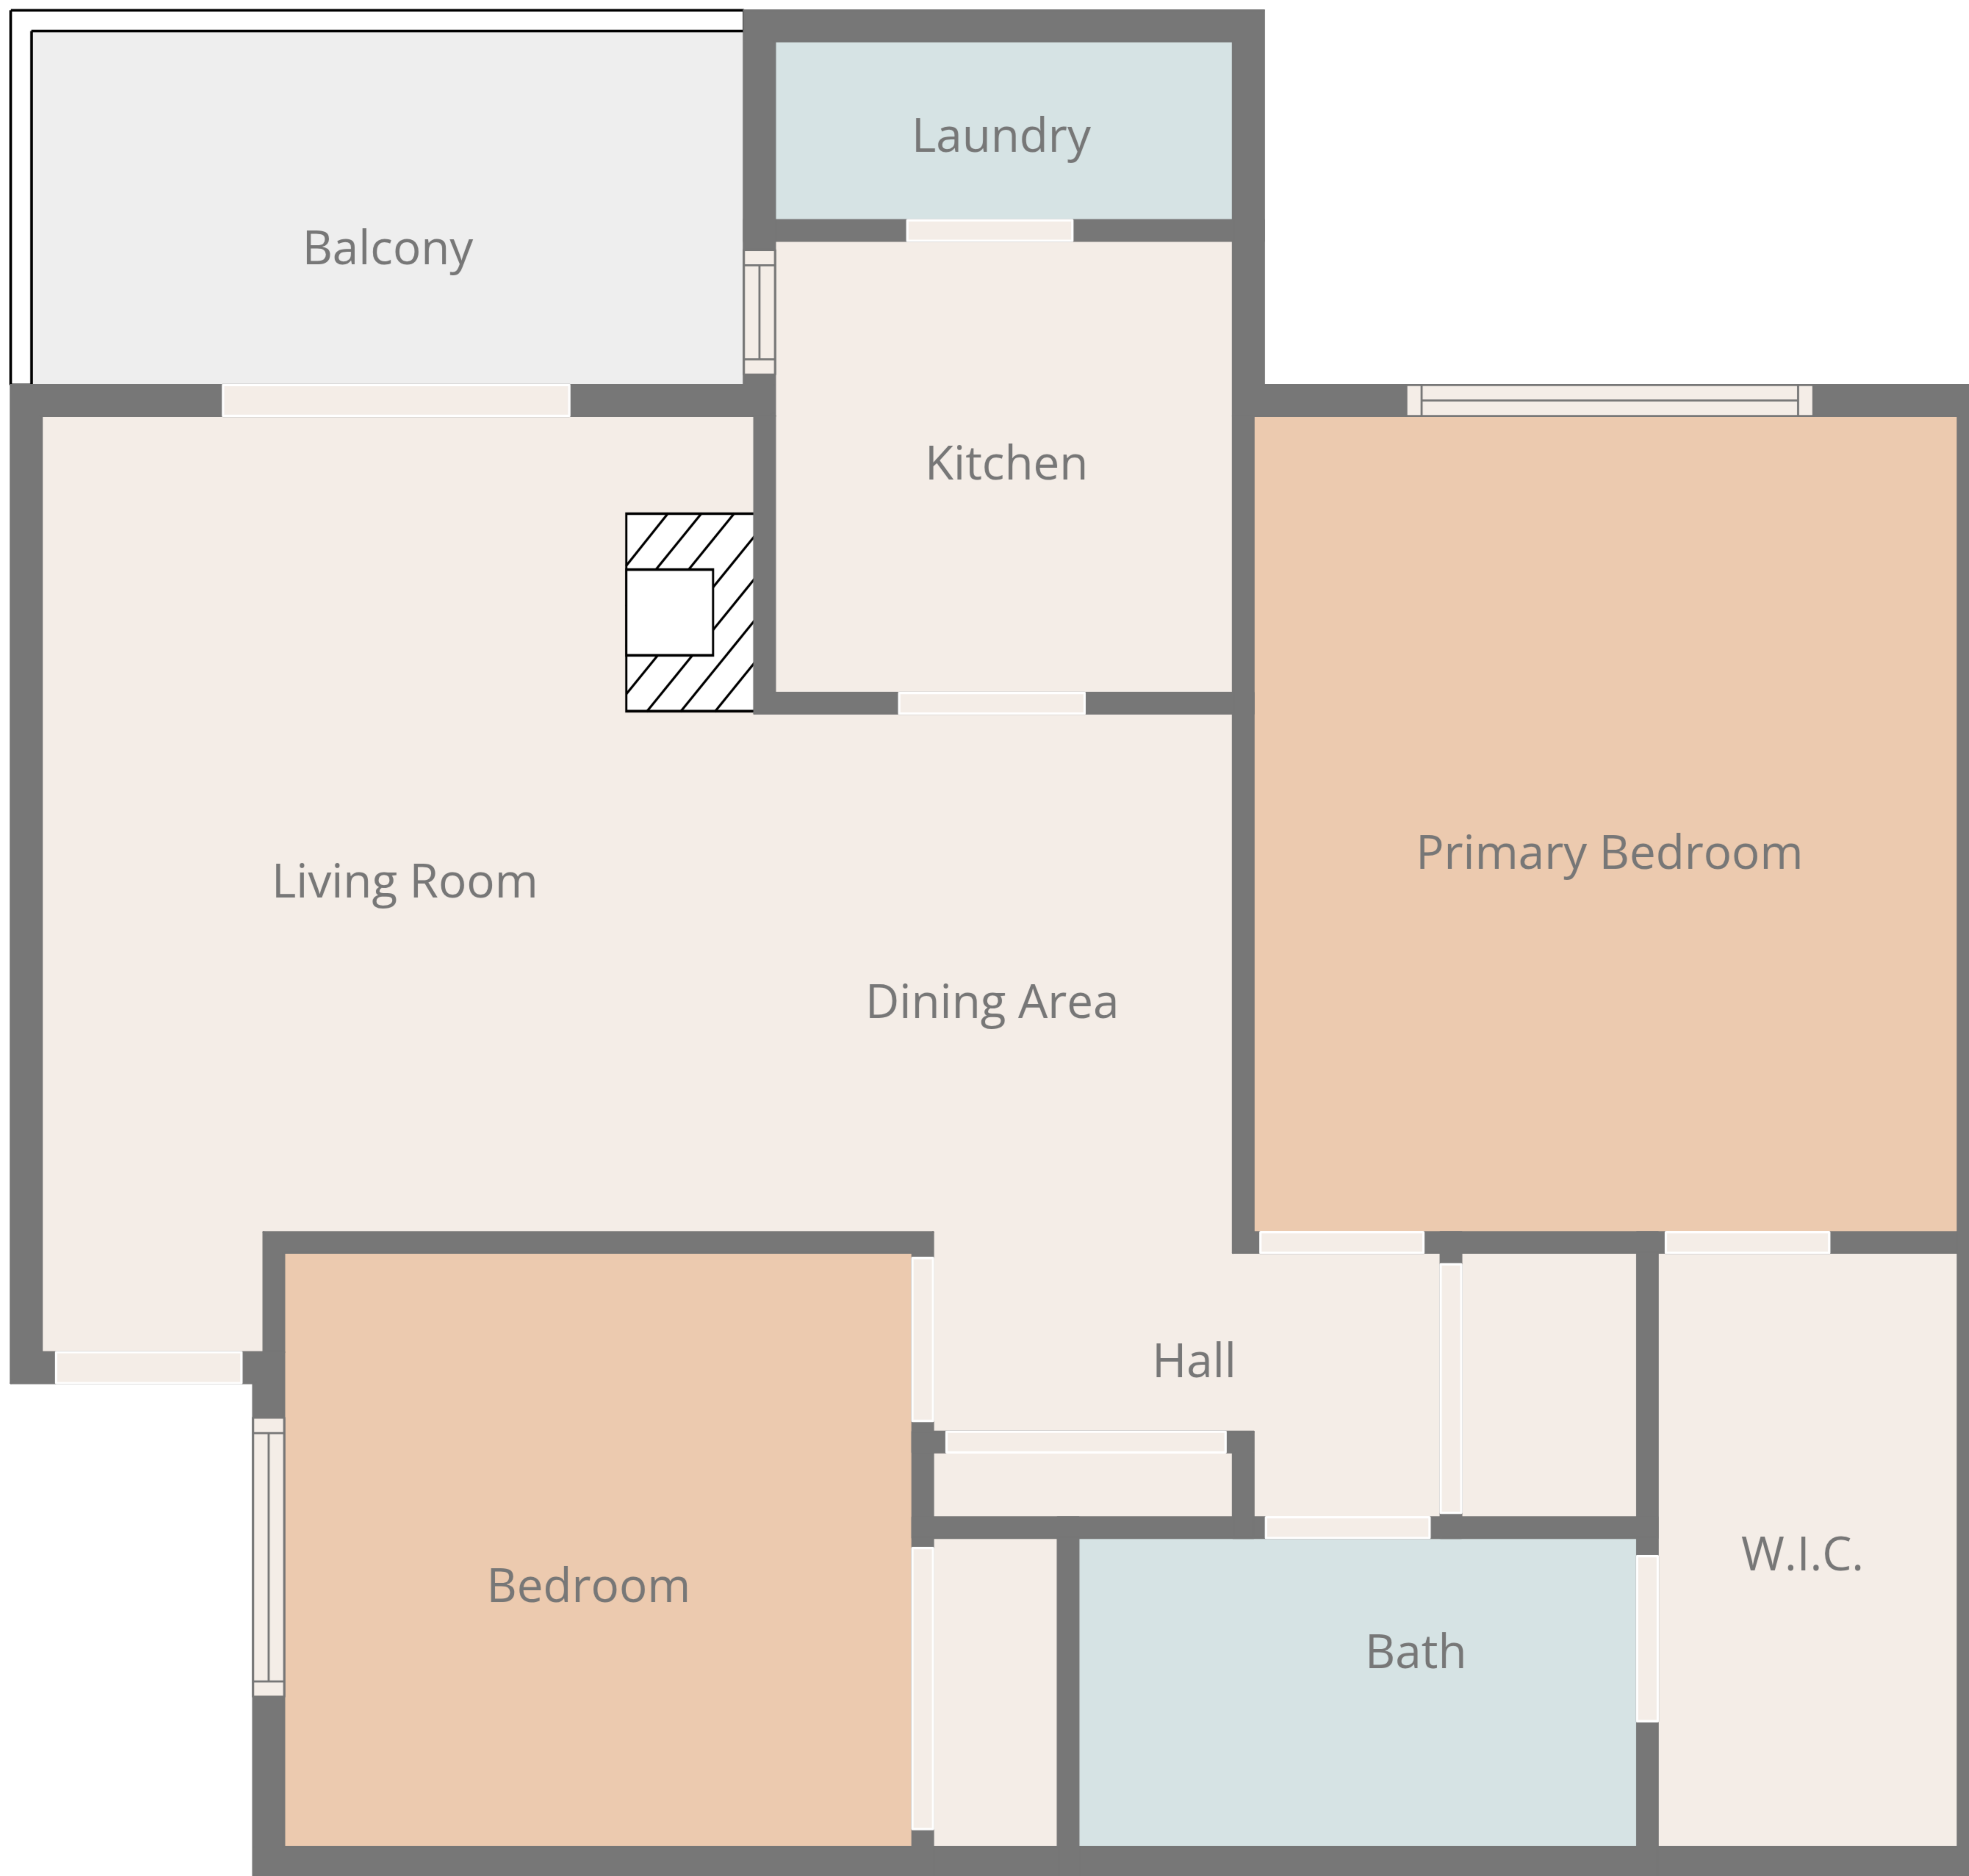 Laundry
Balcony
Kitchen
Primary Bedroom
Living Room
Dining Area
Hall
W.I.C.
Bedroom
Bath